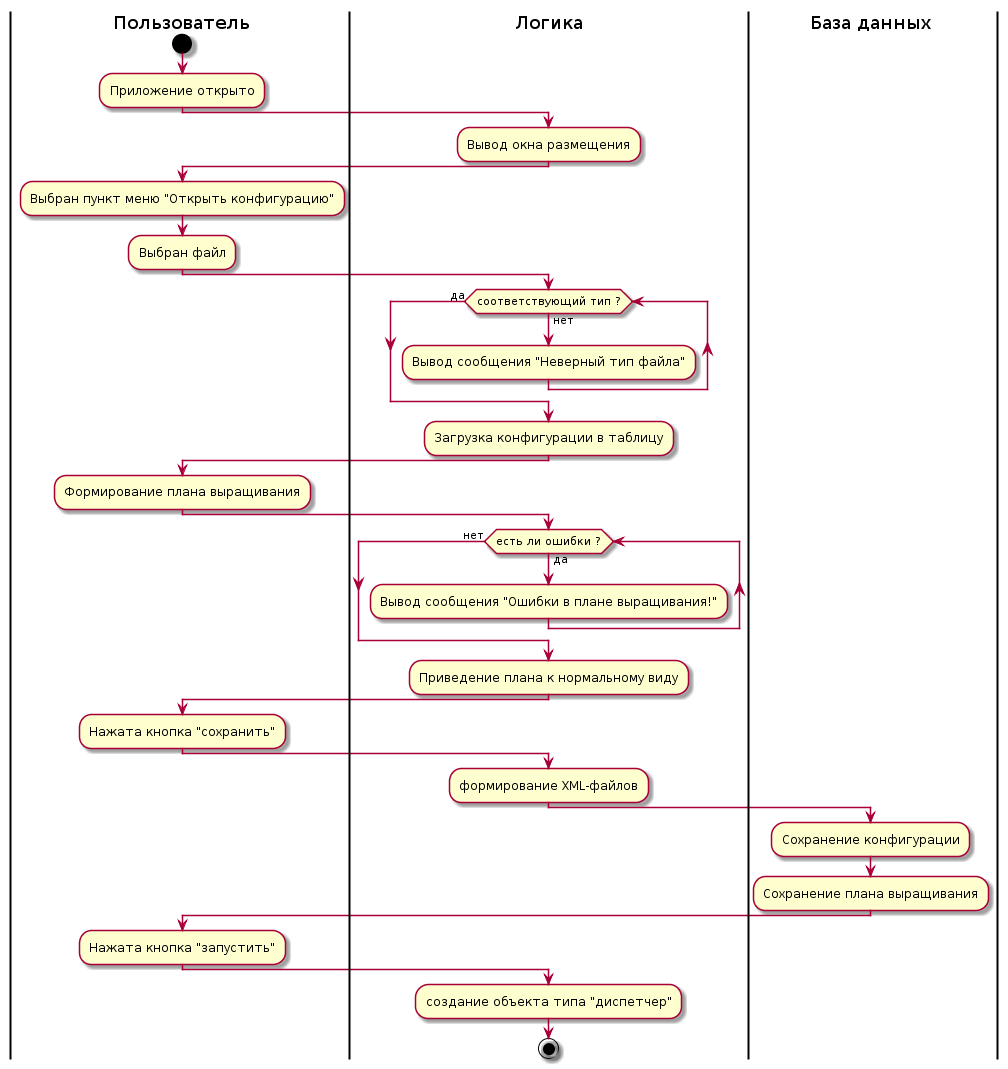 Пользователь
Логика
База данных
Приложение открыто
Вывод окна размещения
Выбран пункт меню "Открыть конфигурацию"
Выбран файл
да
соответствующий тип ?
нет
Вывод сообщения "Неверный тип файла"
Загрузка конфигурации в таблицу
Формирование плана выращивания
нет
есть ли ошибки ?
да
Вывод сообщения "Ошибки в плане выращивания!"
Приведение плана к нормальному виду
Нажата кнопка "сохранить"
формирование XML-файлов
Сохранение конфигурации
Сохранение плана выращивания
Нажата кнопка "запустить"
создание объекта типа "диспетчер"